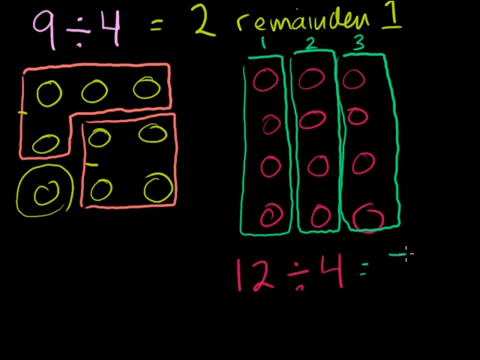 9 ÷ 4 = 2 remainder 1
1 2 3
12 ÷ 4 =